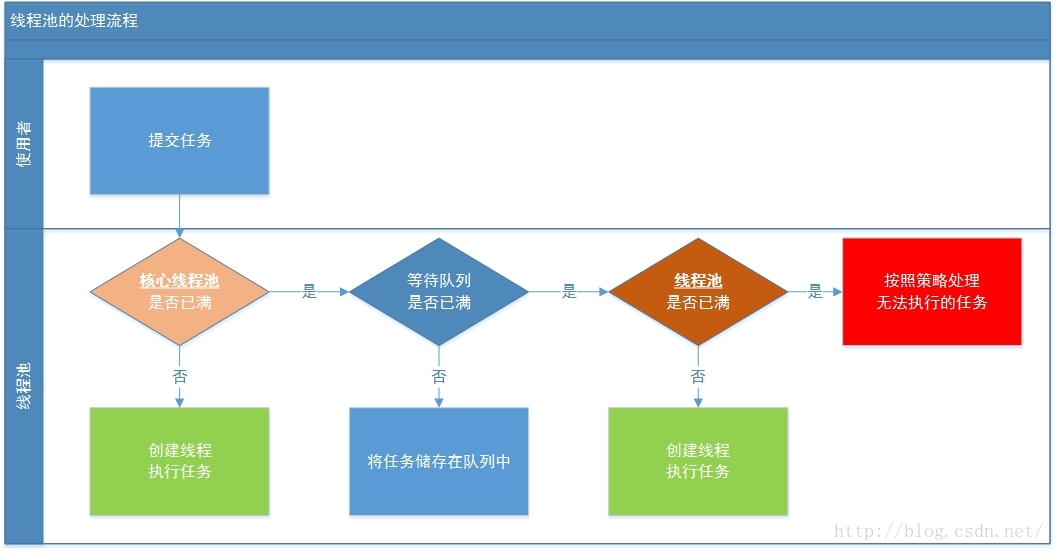 线程池的处理流程
使用者
提交任务
线程池
核心线程池
是否已满
是
等待队列
是否已满
是
线程池
是否已满
是
按照策略处理
无法执行的任务
否
否
否
创建线程
执行任务
将任务储存在队列中
创建线程
执行任务
http://blog.csdn.net/